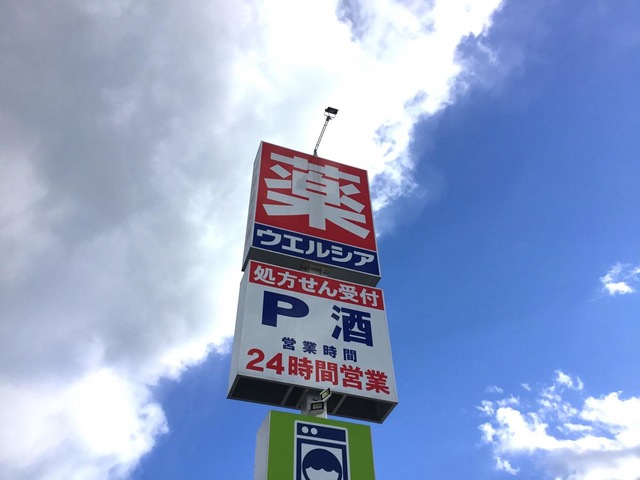 薬
ウエルシア
処方せん受付
P 酒
営業時間
24時間営業